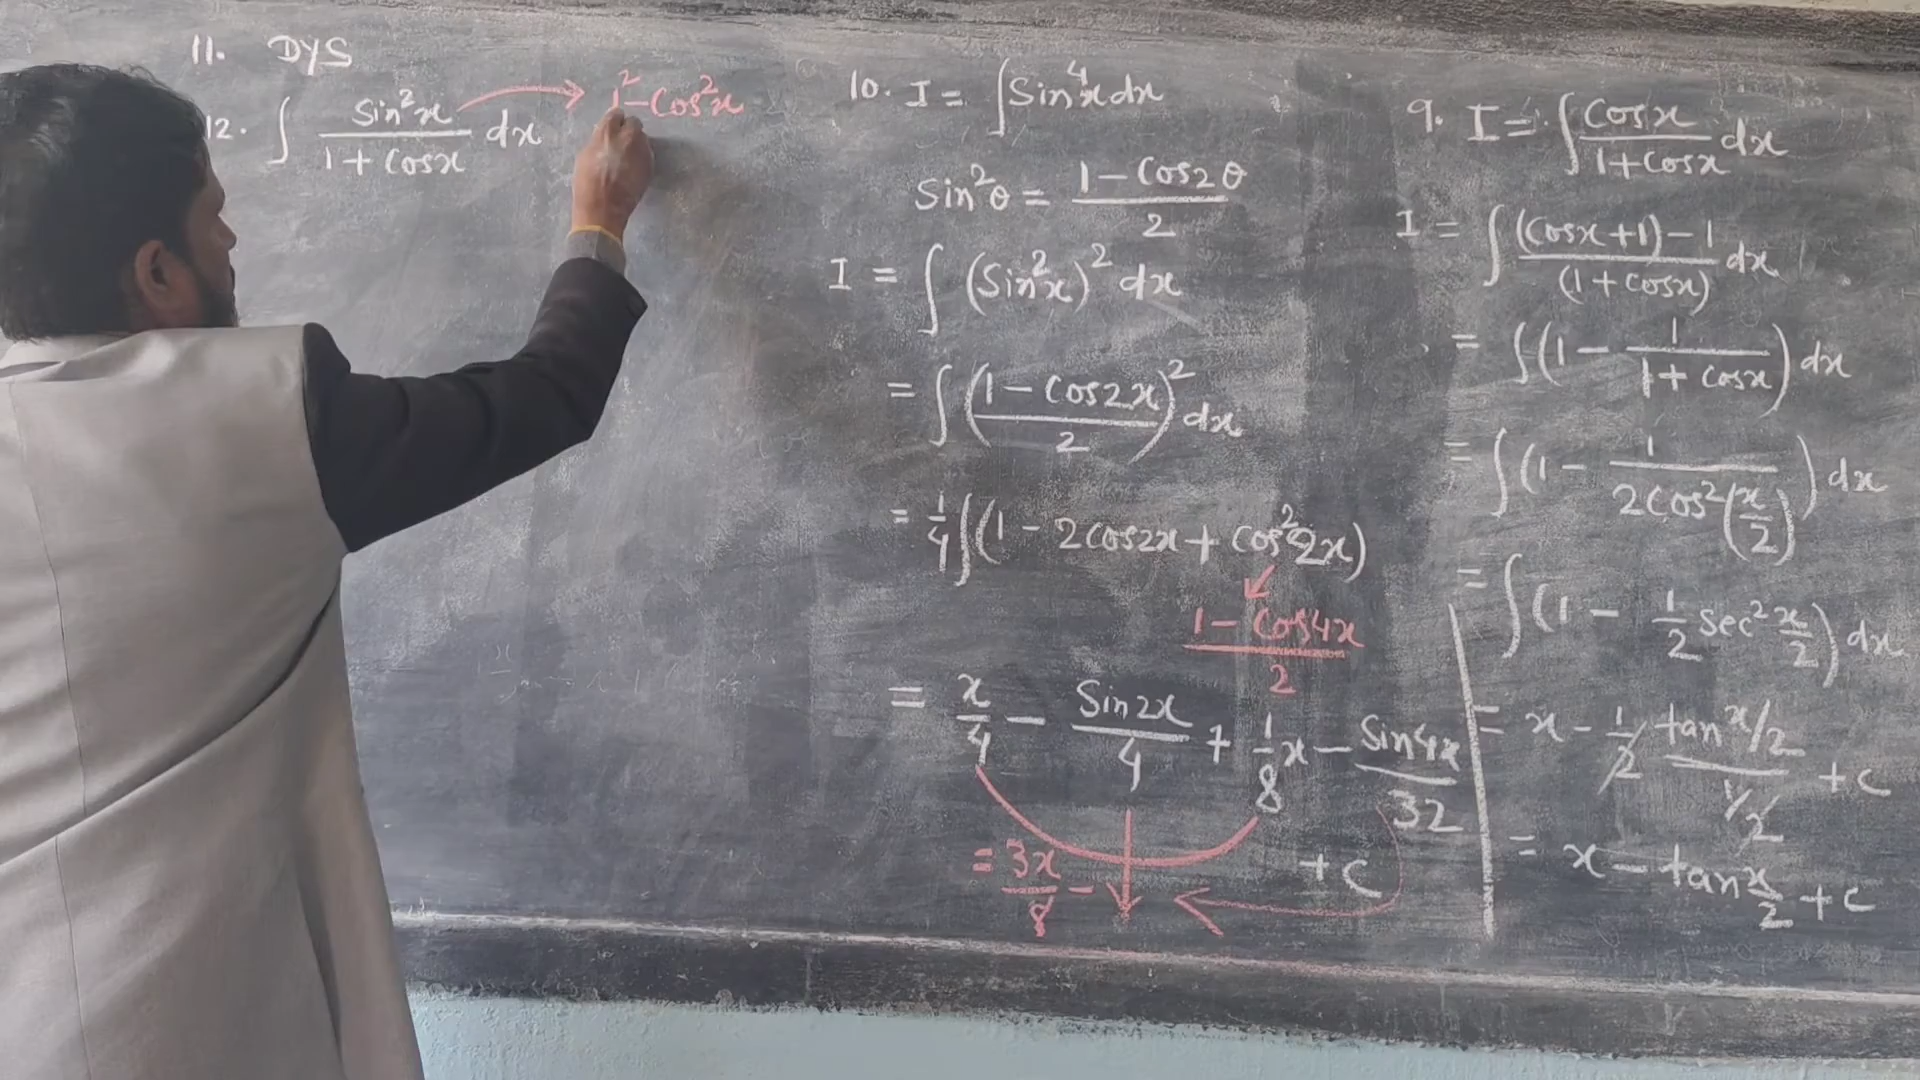 11. DYS
12. ∫ Sin²x / (1 + Cosx) dx → 1² - Cos²x
10. I = ∫ Sin⁴x dx
Sin²θ = (1 - Cos2θ) / 2
I = ∫ (Sin²x)² dx
= ∫ ((1 - Cos2x) / 2)² dx
= 1/4 ∫ (1 - 2cos2x + cos²2x)
(1 - Cos4x) / 2
= x/4 - Sin2x/4 + 1/8 x - Sin4x/32
+ C
= 3x/8 -
9. I = ∫ Cosx / (1 + Cosx) dx
I = ∫ ((Cosx + 1) - 1) / (1 + Cosx) dx
= ∫ (1 - 1 / (1 + Cosx)) dx
= ∫ (1 - 1 / (2Cos²(x/2))) dx
= ∫ (1 - 1/2 Sec² x/2) dx
= x - 1/2 (tan x/2) / (1/2) + C
= x - tan x/2 + C